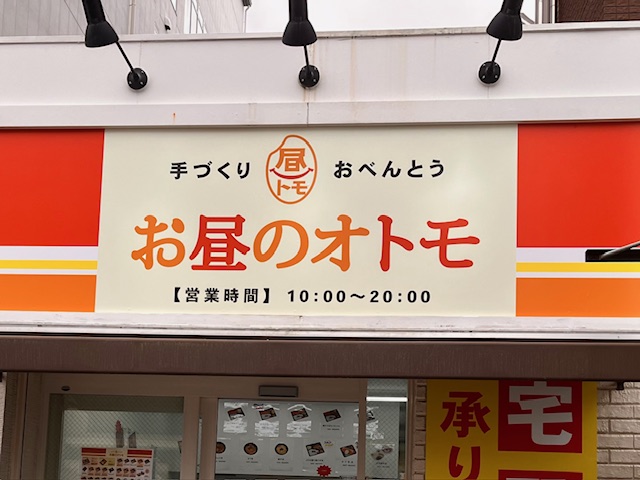 手づくり
昼
トモ
おべんとう
お昼のオトモ
【営業時間】 10:00～20:00
宅
承り